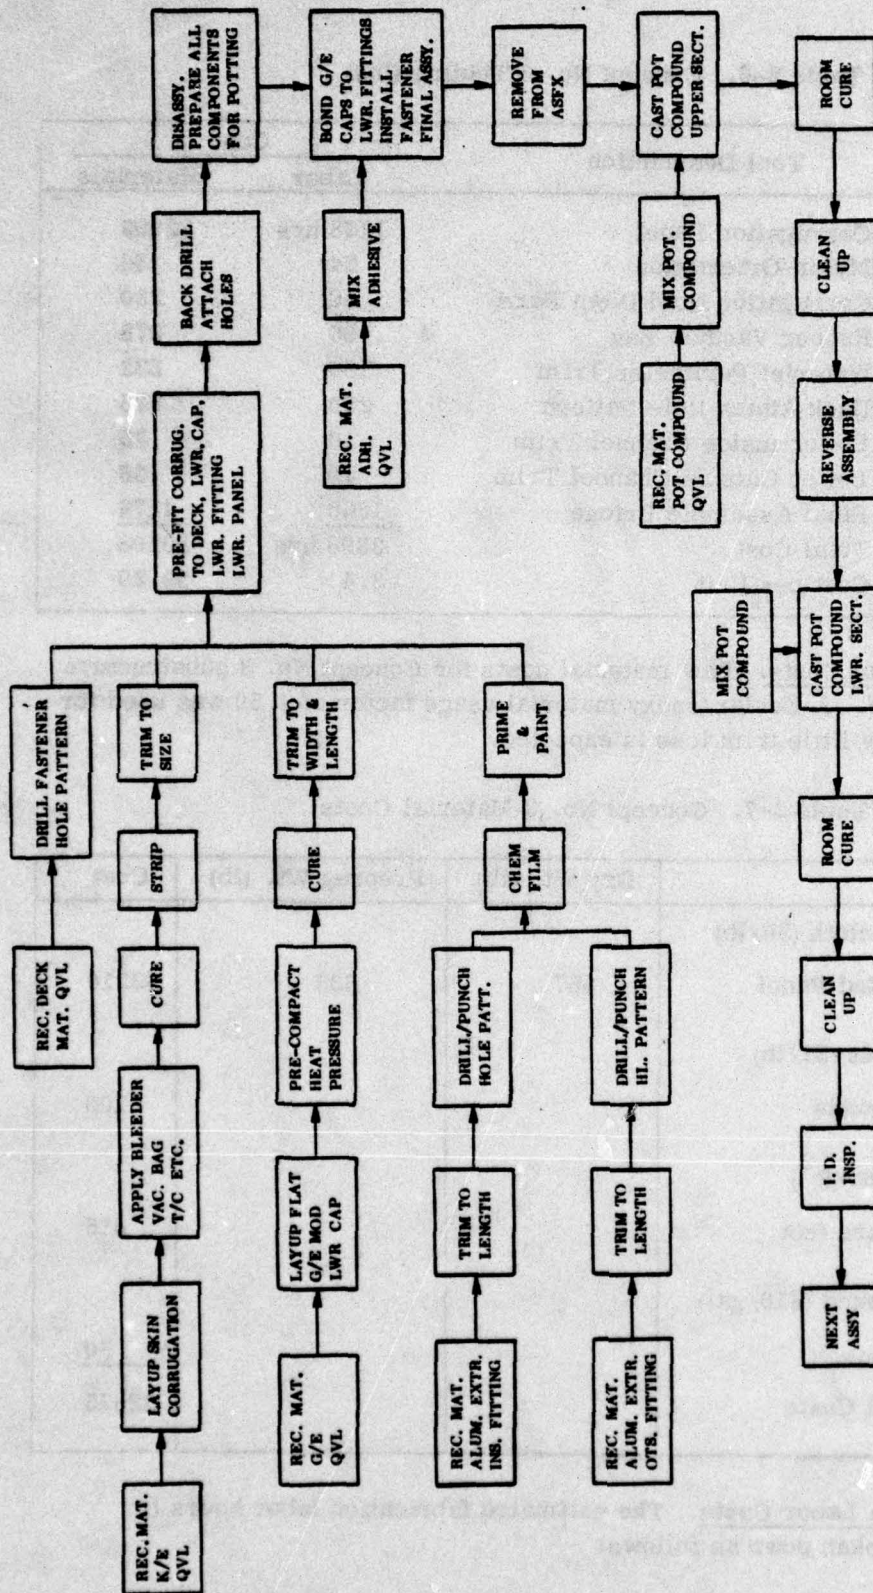 REC. DECK
MAT. QVL
DRILL FASTENER
HOLE PATTERN
REC. MAT.
K/E
QVL
LAYUP SKIN
CORRUGATION
APPLY BLEEDER
VAC. BAG
T/C ETC.
CURE
STRIP
TRIM TO
SIZE
REC. MAT.
G/E
QVL
LAYUP FLAT
G/E MOD
LWR CAP
PRE-COMPACT
HEAT
PRESSURE
CURE
TRIM TO
WIDTH &
LENGTH
REC. MAT.
ALUM. EXTR.
INS. FITTING
TRIM TO
LENGTH
DRILL/PUNCH
HOLE PATT.
CHEM
FILM
PRIME
&
PAINT
REC. MAT.
ALUM. EXTR.
OTS. FITTING
TRIM TO
LENGTH
DRILL/PUNCH
HL. PATTERN
PRE-FIT CORRUG.
TO DECK, LWR. CAP.
LWR. FITTING
LWR. PANEL
BACK DRILL
ATTACH
HOLES
DISASSY.
PREPARE ALL
COMPONENTS
FOR POTTING
REC. MAT.
ADH.
QVL
MIX
ADHESIVE
BOND G/E
CAPS TO
LWR. FITTINGS
INSTALL
FASTENER
FINAL ASSY.
REMOVE
FROM
ASFX
REC. MAT.
POT COMPOUND
QVL
MIX POT.
COMPOUND
CAST POT
COMPOUND
UPPER SECT.
ROOM
CURE
CLEAN
UP
REVERSE
ASSEMBLY
MIX POT
COMPOUND
CAST POT
COMPOUND
LWR. SECT.
ROOM
CURE
CLEAN
UP
I.D.
INSP.
NEXT
ASSY